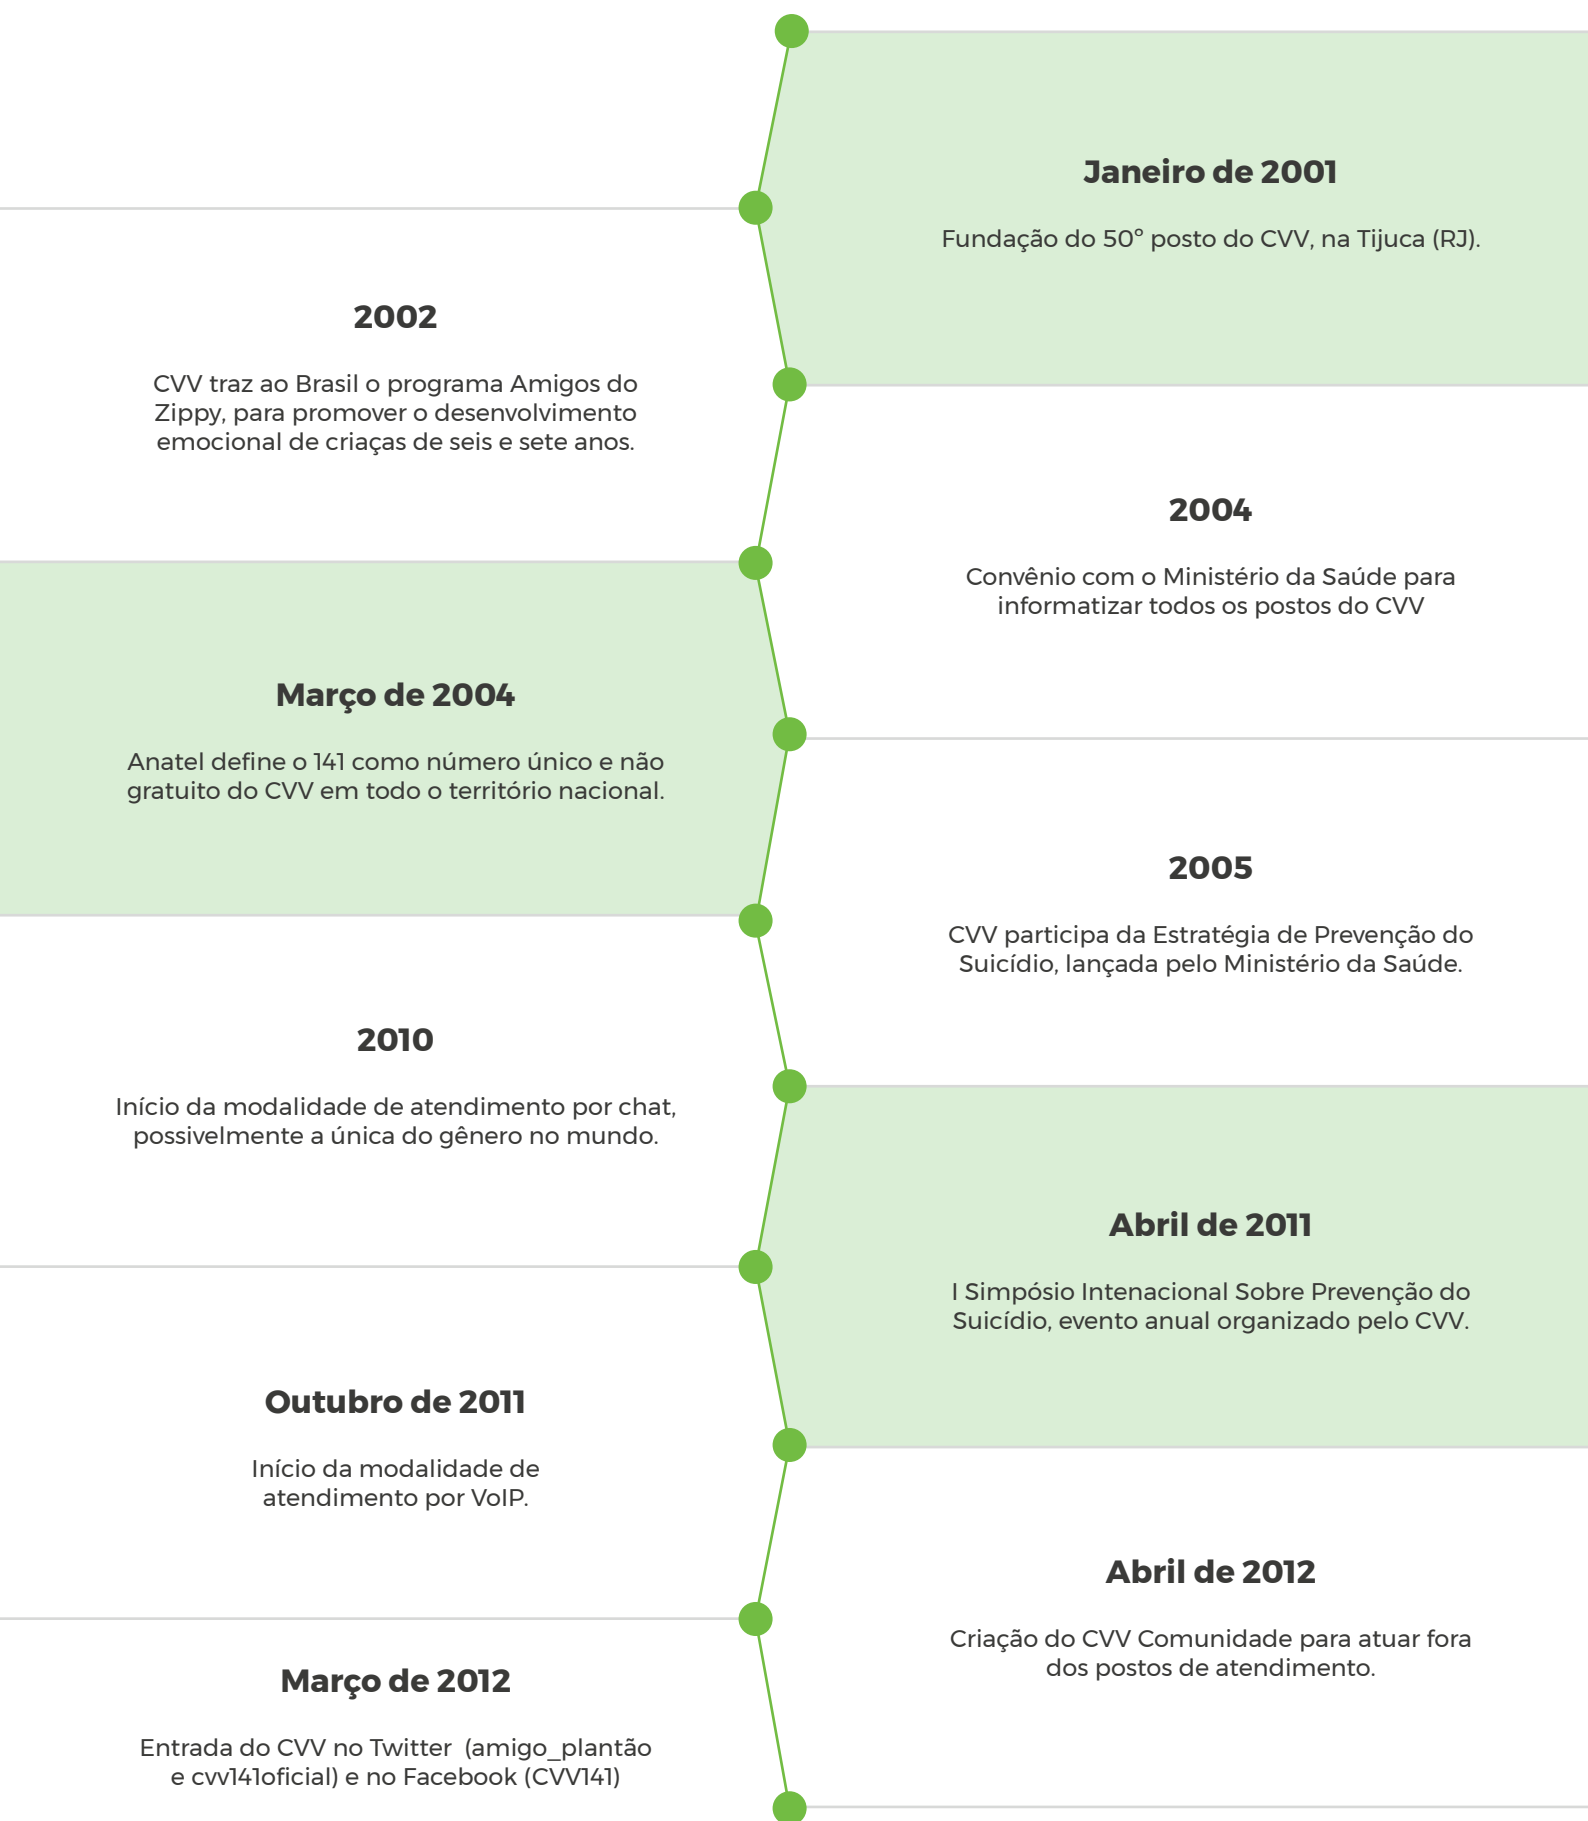 Janeiro de 2001
Fundação do 50º posto do CVV, na Tijuca (RJ).
2002
CVV traz ao Brasil o programa Amigos do
Zippy, para promover o desenvolvimento
emocional de criaças de seis e sete anos.
2004
Convênio com o Ministério da Saúde para
informatizar todos os postos do CVV
Março de 2004
Anatel define o 141 como número único e não
gratuito do CVV em todo o território nacional.
2005
CVV participa da Estratégia de Prevenção do
Suicídio, lançada pelo Ministério da Saúde.
2010
Início da modalidade de atendimento por chat,
possivelmente a única do gênero no mundo.
Abril de 2011
I Simpósio Intenacional Sobre Prevenção do
Suicídio, evento anual organizado pelo CVV.
Outubro de 2011
Início da modalidade de
atendimento por VoIP.
Abril de 2012
Criação do CVV Comunidade para atuar fora
dos postos de atendimento.
Março de 2012
Entrada do CVV no Twitter  (amigo_plantão
e cvv141oficial) e no Facebook (CVV141)